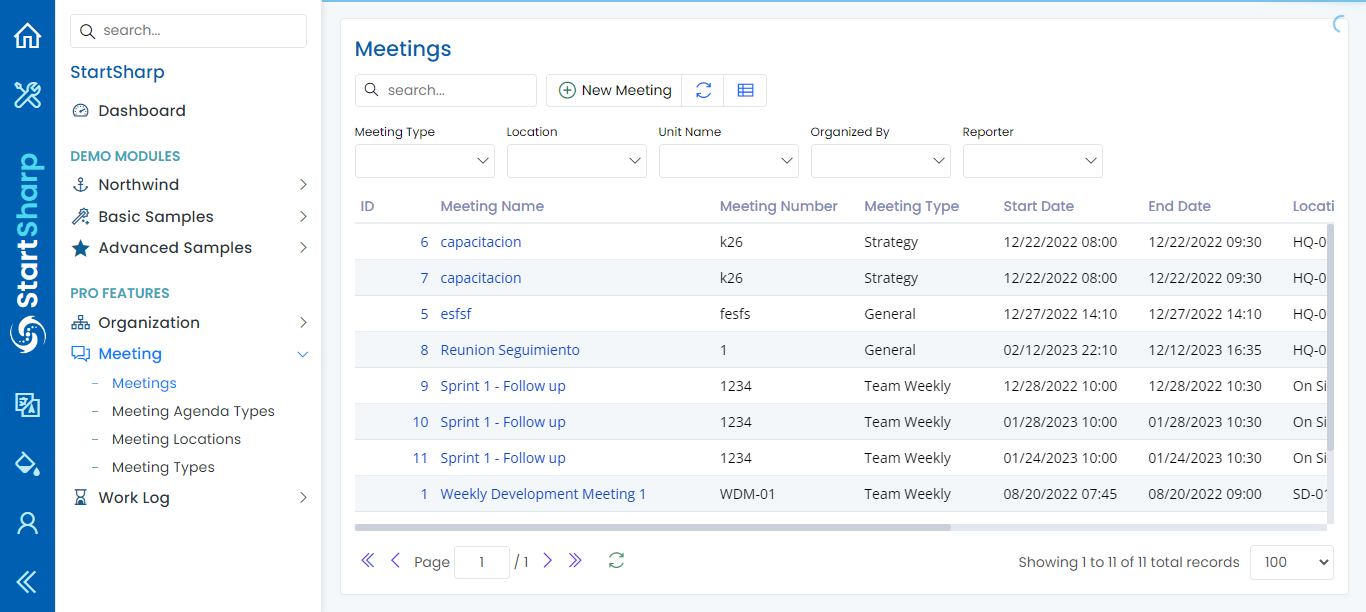 StartSharp
search...
StartSharp
Dashboard
DEMO MODULES
Northwind
Basic Samples
Advanced Samples
PRO FEATURES
Organization
Meeting
– Meetings
– Meeting Agenda Types
– Meeting Locations
– Meeting Types
Work Log
Meetings
search... New Meeting
Meeting Type Location Unit Name Organized By Reporter
ID Meeting Name Meeting Number Meeting Type Start Date End Date Locati
6 capacitacion k26 Strategy 12/22/2022 08:00 12/22/2022 09:30 HQ-0
7 capacitacion k26 Strategy 12/22/2022 08:00 12/22/2022 09:30 HQ-0
5 esfsf fesfs General 12/27/2022 14:10 12/27/2022 14:10 HQ-0
8 Reunion Seguimiento 1 General 02/12/2023 22:10 12/12/2023 16:35 HQ-0
9 Sprint 1 - Follow up 1234 Team Weekly 12/28/2022 10:00 12/28/2022 10:30 On Si
10 Sprint 1 - Follow up 1234 Team Weekly 01/28/2023 10:00 01/28/2023 10:30 On Si
11 Sprint 1 - Follow up 1234 Team Weekly 01/24/2023 10:00 01/24/2023 10:30 On Si
1 Weekly Development Meeting 1 WDM-01 Team Weekly 08/20/2022 07:45 08/20/2022 09:00 SD-01
Page 1 / 1 Showing 1 to 11 of 11 total records 100